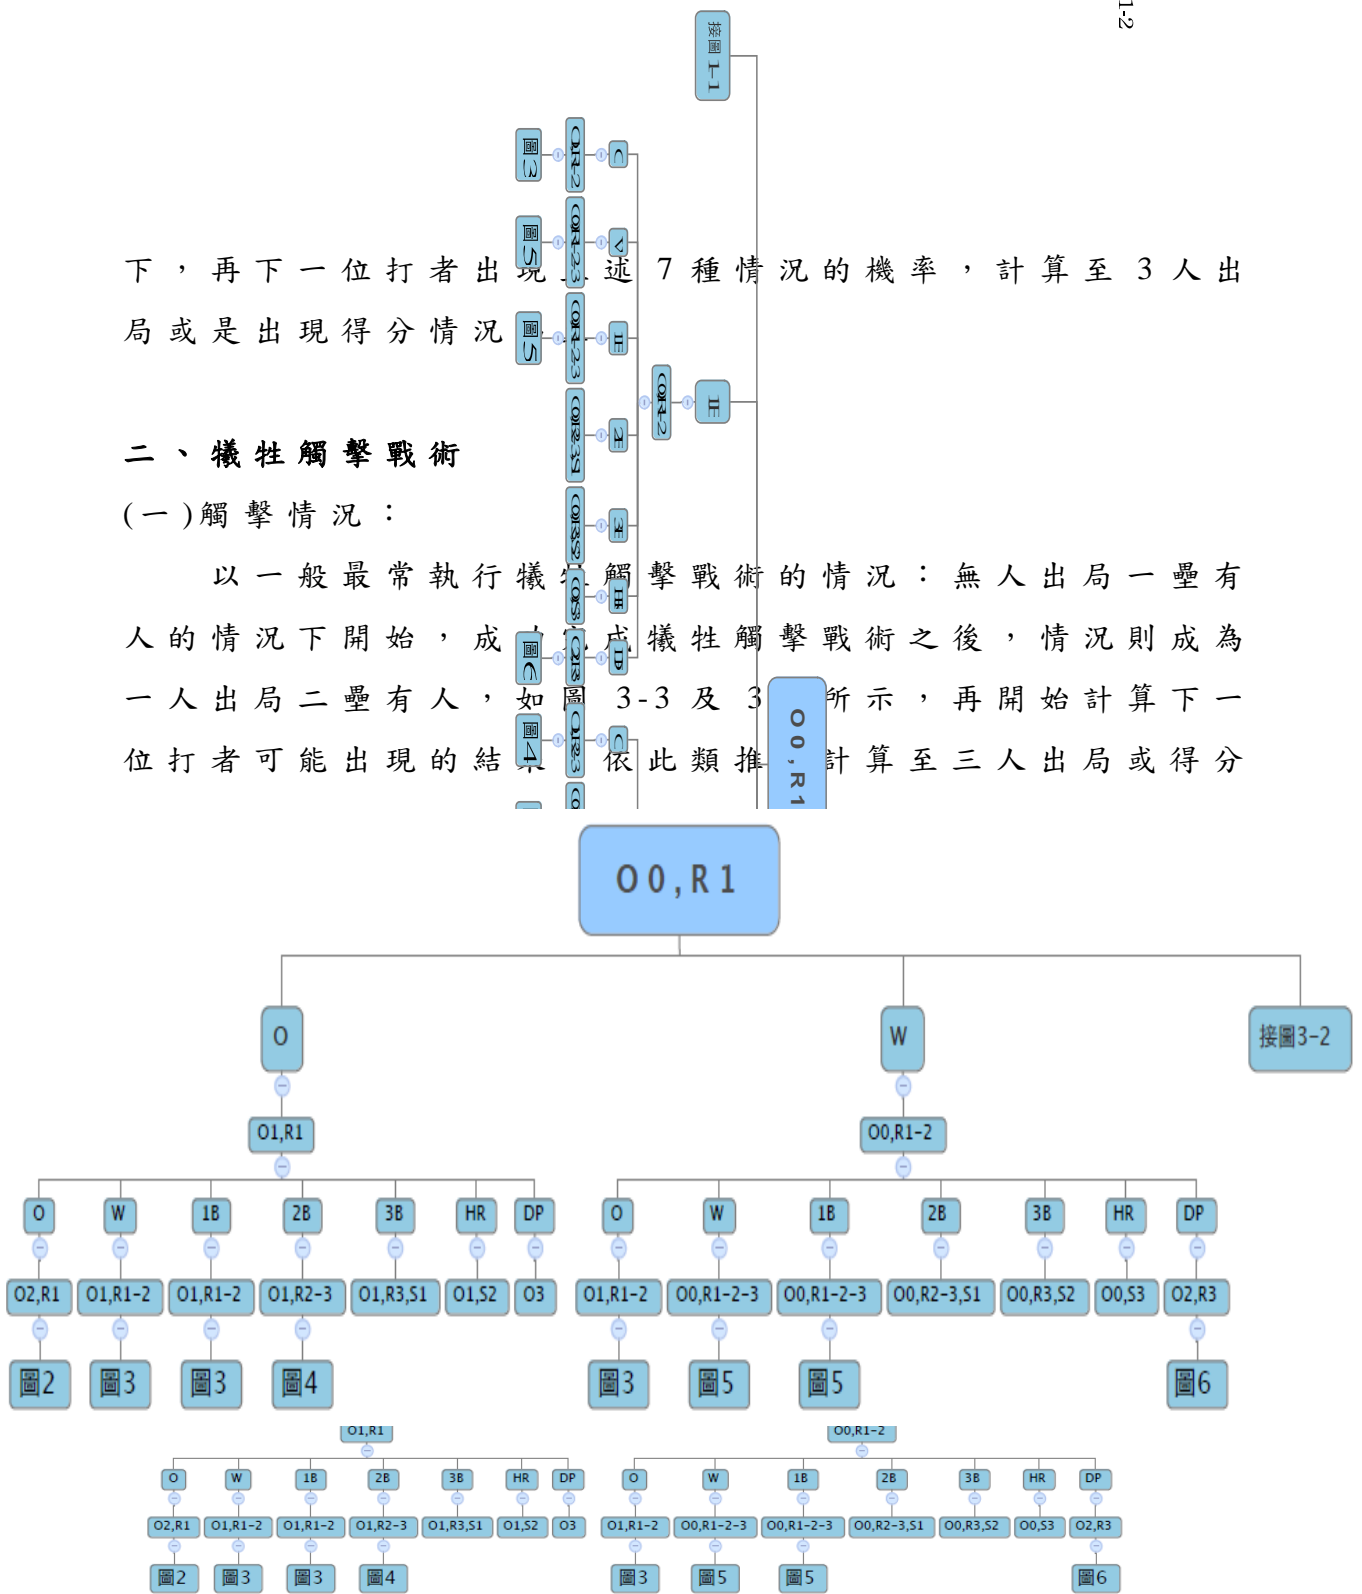 1-2
接圖1-1
下，再下一位打者出現 述7種情況的機率，計算至3人出
局或是出現得分情況
二、犧牲觸擊戰術
(一)觸擊情況：
以一般最常執行犧牲觸擊戰術的情況：無人出局一壘有
人的情況下開始，成 完成犧牲觸擊戰術之後，情況則成為
一人出局二壘有人，如圖 3-3 及 3 所示，再開始計算下一
位打者可能出現的結 依此類推 計算至三人出局或得分
圖3
圖5
圖5
圖4
O0,R1
O0,R1
O W 接圖3-2
O1,R1 O0,R1-2
O W 1B 2B 3B HR DP O W 1B 2B 3B HR DP
O2,R1 O1,R1-2 O1,R1-2 O1,R2-3 O1,R3,S1 O1,S2 O3 O1,R1-2 O0,R1-2-3 O0,R1-2-3 O0,R2-3,S1 O0,R3,S2 O0,S3 O2,R3
圖2 圖3 圖3 圖4 圖3 圖5 圖5 圖6
O1,R1 O0,R1-2
O W 1B 2B 3B HR DP O W 1B 2B 3B HR DP
O2,R1 O1,R1-2 O1,R1-2 O1,R2-3 O1,R3,S1 O1,S2 O3 O1,R1-2 O0,R1-2-3 O0,R1-2-3 O0,R2-3,S1 O0,R3,S2 O0,S3 O2,R3
圖2 圖3 圖3 圖4 圖3 圖5 圖5 圖6